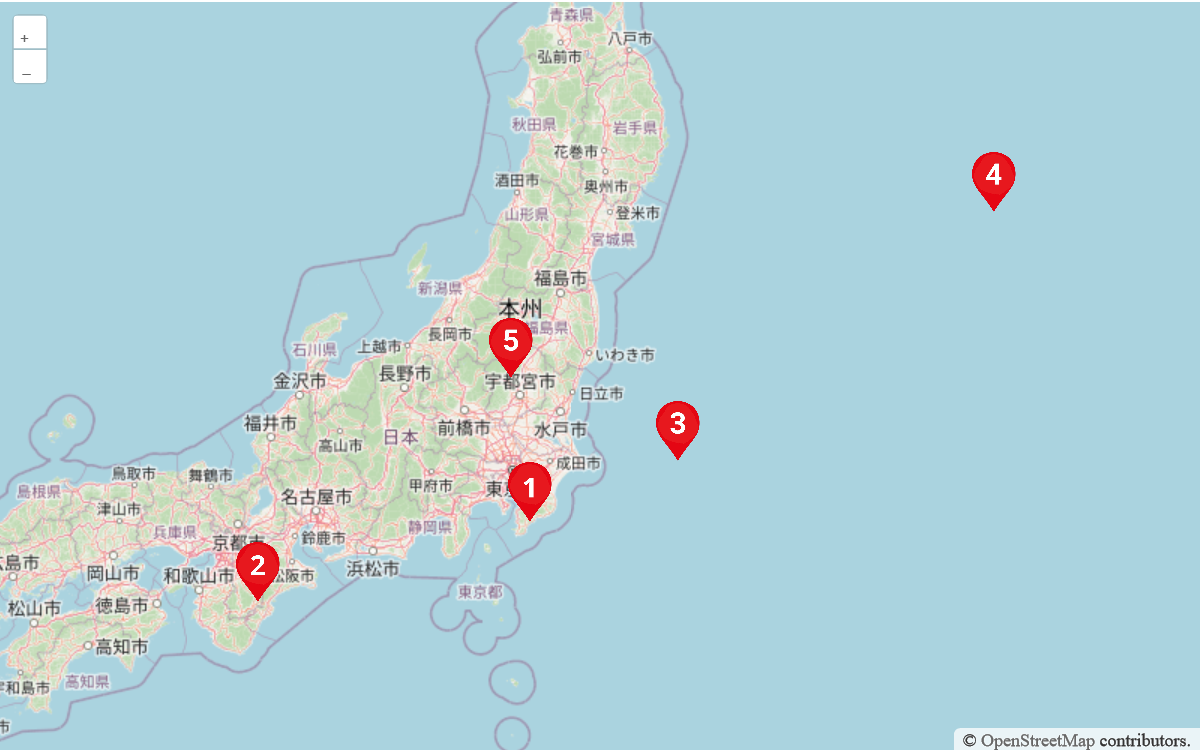 +
–
青森県
八戸市
弘前市
秋田県
岩手県
花巻市
4
酒田市
奥州市
山形県
登米市
宮城県
福島市
新潟県
本州
福島県
長岡市
5
石川県
上越市
いわき市
長野市
金沢市
宇都宮市
日立市
福井市
3
前橋市
水戸市
日本
高山市
成田市
鳥取市
舞鶴市
甲府市
1
島根県
名古屋市
津山市
静岡県
兵庫県
京都市
鈴鹿市
広島市
2
岡山市
和歌山市
松阪市
浜松市
東京都
松山市
徳島市
高知市
高知県
宇和島市
市
© OpenStreetMap contributors.